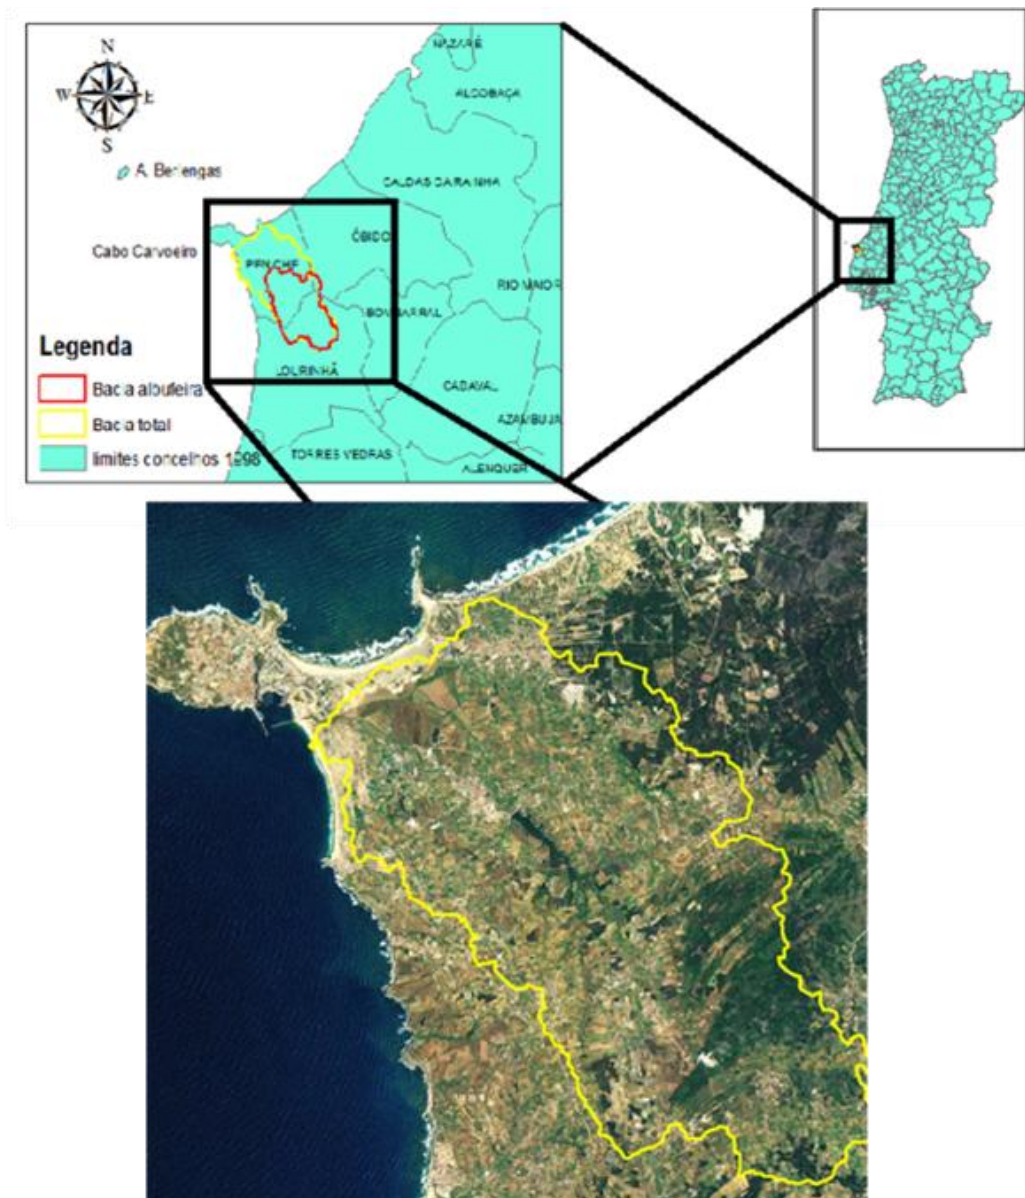 N
W E
S
NAZARÉ
ALCOBAÇA
A. Berlengas
CALDAS DA RAINHA
ÓBIDO
Cabo Carvoeiro
PENICHE
RIO MAIOR
BOMBARRAL
Legenda
LOURINHÃ
Bacia albufeira
CADAVAL
Bacia total
AZAMBUJA
limites concelhos 1998
TORRES VEDRAS
ALENQUER